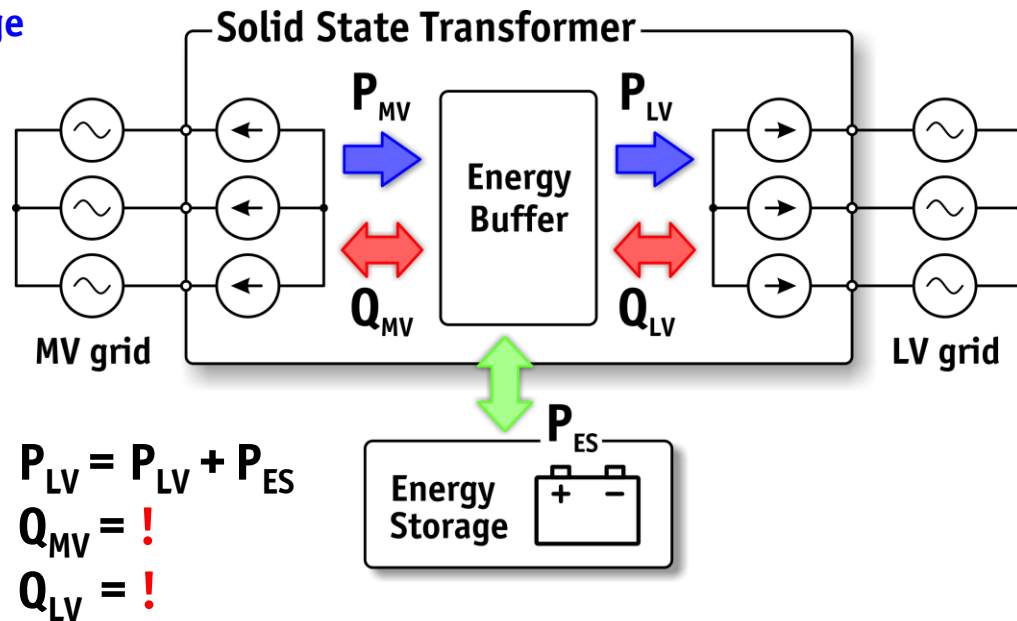 ge
Solid State Transformer
P_MV
P_LV
Energy
Buffer
Q_MV
Q_LV
MV grid
LV grid
P_ES
Energy
Storage
+ −
P_LV = P_LV + P_ES
Q_MV = !
Q_LV = !